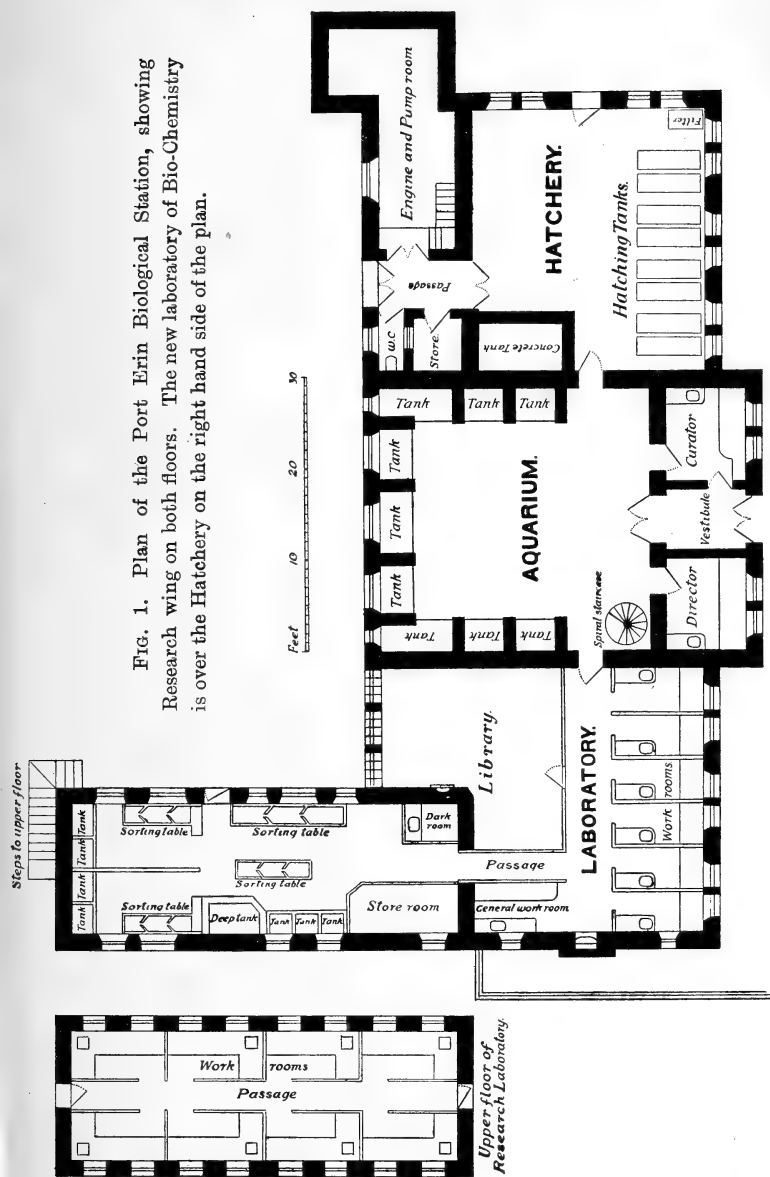 FIG. 1. Plan of the Port Erin Biological Station, showing
Research wing on both floors. The new laboratory of Bio-Chemistry
is over the Hatchery on the right hand side of the plan.
Feet
10
20
30
Steps to upper floor
Tank
Tank
Tank
Tank
Sorting table
Sorting table
Sorting table
Sorting table
Deep tank
Tank
Tank
Tank
Store room
Dark
room
Passage
General work room
Library.
LABORATORY.
Work rooms.
AQUARIUM.
Tank
Tank
Tank
Tank
Tank
Tank
Tank
Tank
Tank
Spiral staircase
Director
Vestibule
Curator
W.C
Store.
Passage
Concrete Tank
Engine and Pump room
HATCHERY.
Hatching Tanks.
Filter
Work rooms
Passage
Upper floor of
Research Laboratory.